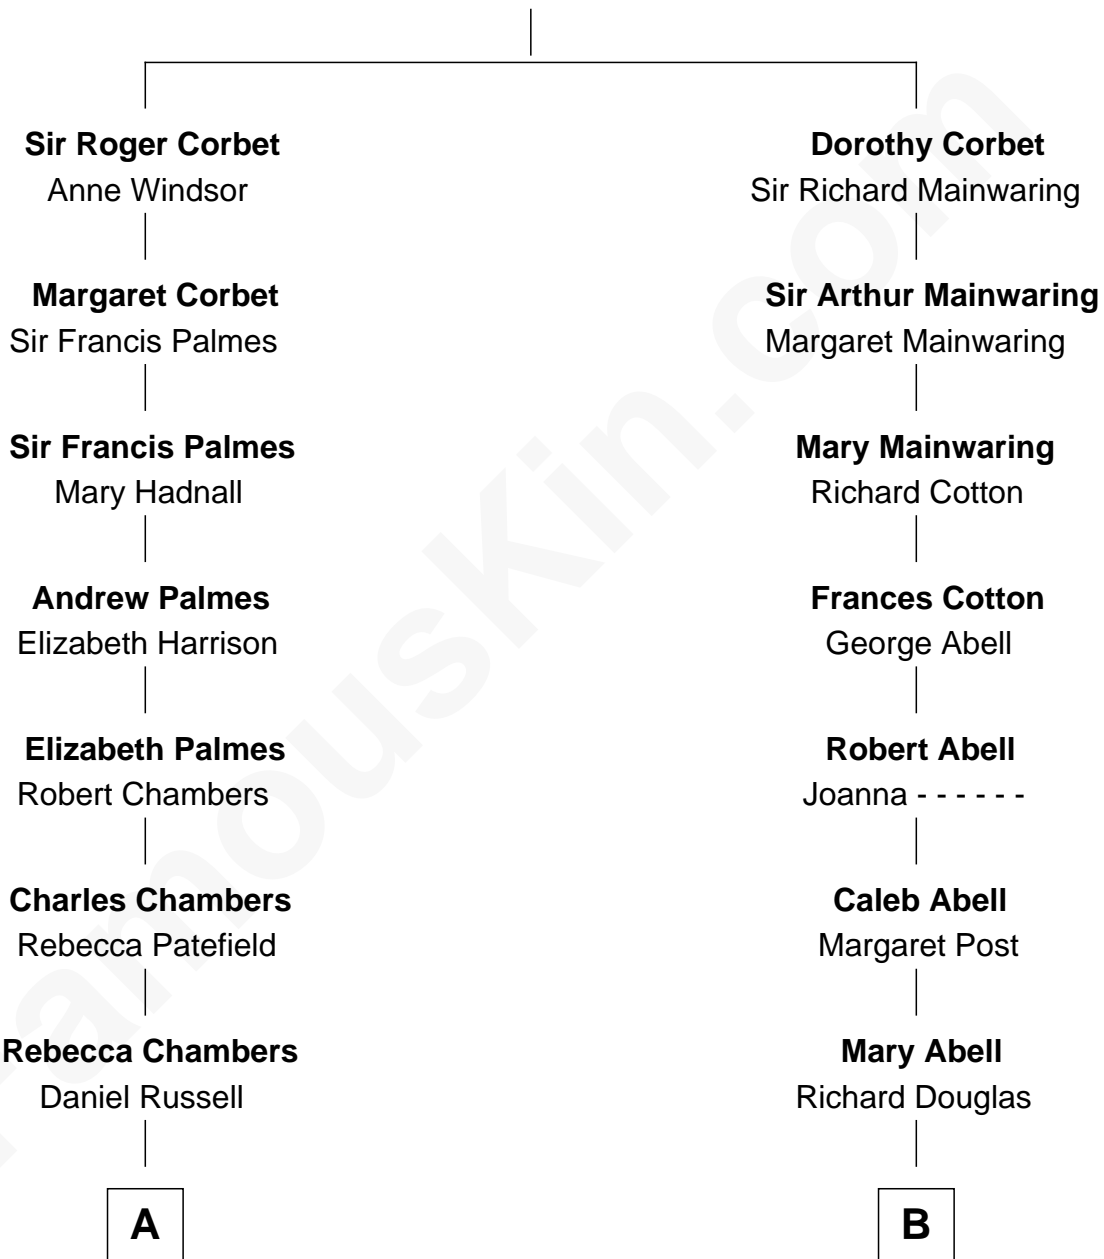 Sir Roger Corbet
Anne Windsor
Margaret Corbet
Sir Francis Palmes
Sir Francis Palmes
Mary Hadnall
Andrew Palmes
Elizabeth Harrison
Elizabeth Palmes
Robert Chambers
Charles Chambers
Rebecca Patefield
Rebecca Chambers
Daniel Russell
A
Dorothy Corbet
Sir Richard Mainwaring
Sir Arthur Mainwaring
Margaret Mainwaring
Mary Mainwaring
Richard Cotton
Frances Cotton
George Abell
Robert Abell
Joanna - - - - - -
Caleb Abell
Margaret Post
Mary Abell
Richard Douglas
B
FamousKin.com